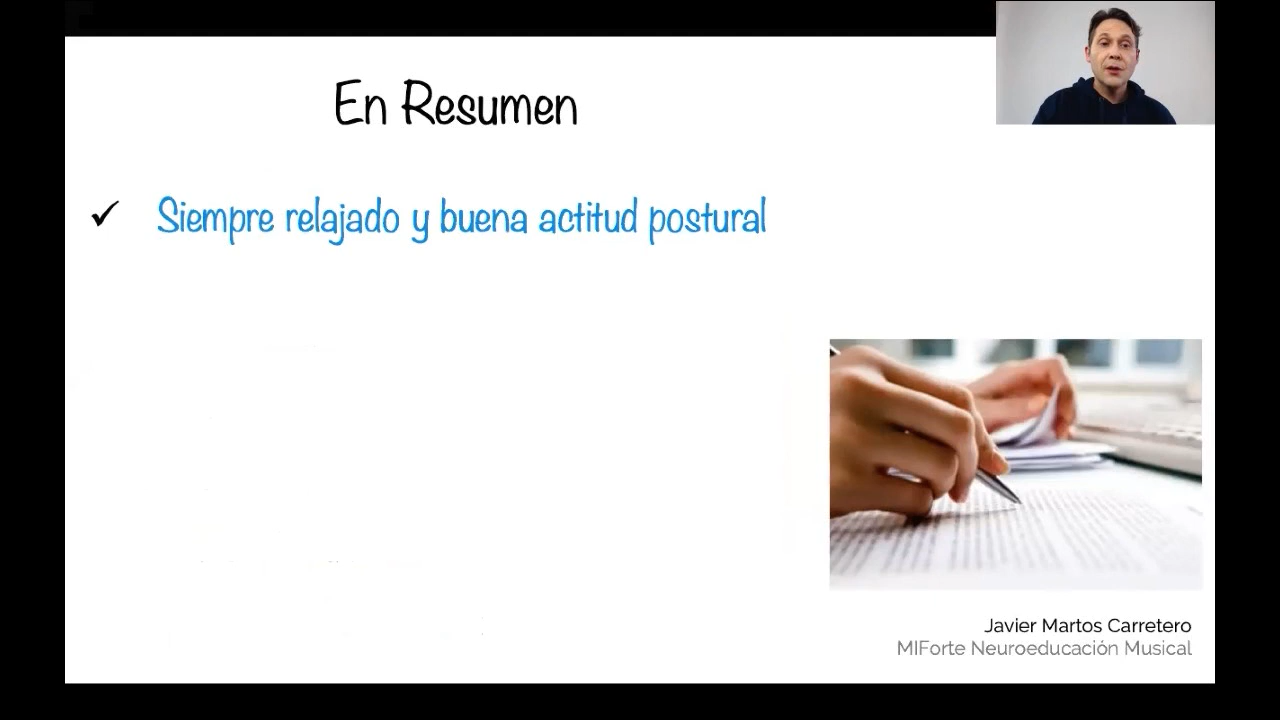 En Resumen
✓ Siempre relajado y buena actitud postural
Javier Martos Carretero
MIForte Neuroeducación Musical